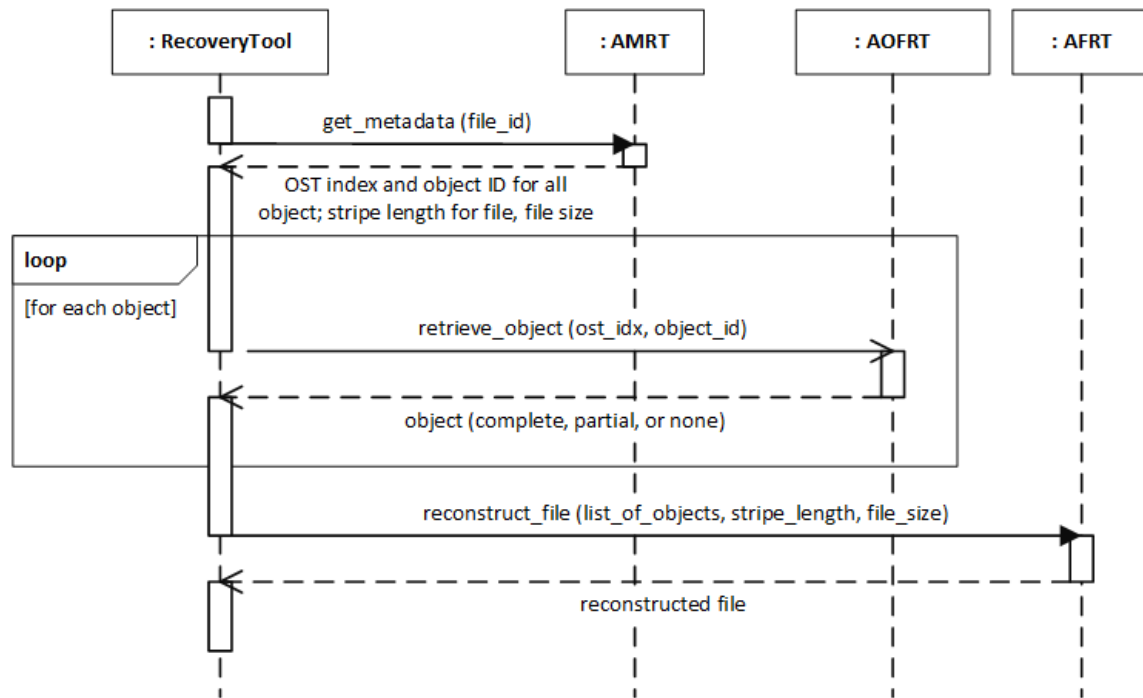 : RecoveryTool
: AMRT
: AOFRT
: AFRT
get_metadata (file_id)
OST index and object ID for all
object; stripe length for file, file size
loop
[for each object]
retrieve_object (ost_idx, object_id)
object (complete, partial, or none)
reconstruct_file (list_of_objects, stripe_length, file_size)
reconstructed file